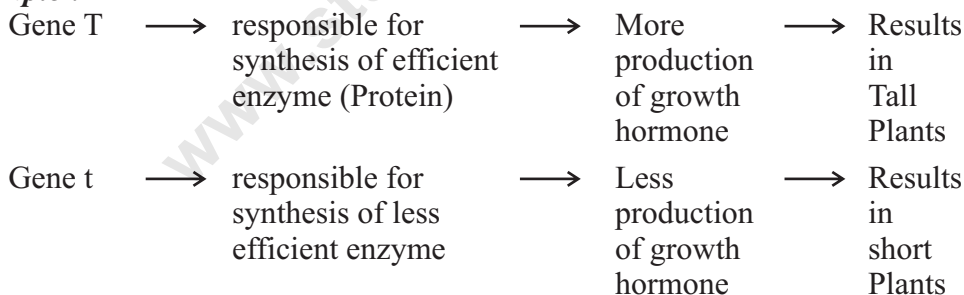 Gene T → responsible for → More → Results
synthesis of efficient production in
enzyme (Protein) of growth Tall
hormone Plants
Gene t → responsible for → Less → Results
synthesis of less production in
efficient enzyme of growth short
hormone Plants